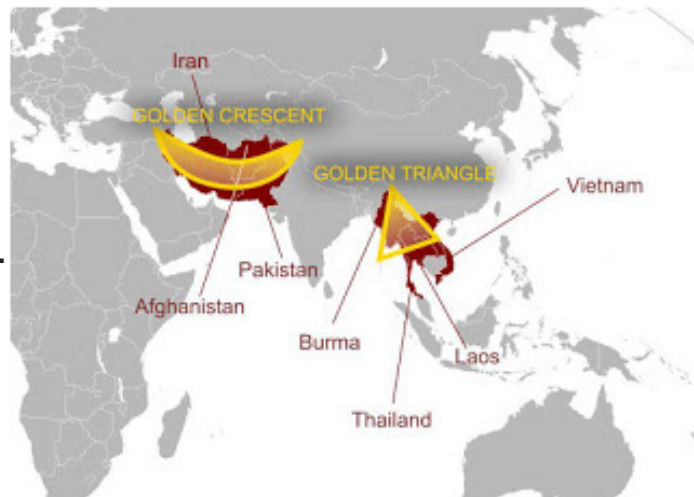 Iran
GOLDEN CRESCENT
GOLDEN TRIANGLE
Vietnam
Pakistan
Afghanistan
Burma
Laos
Thailand